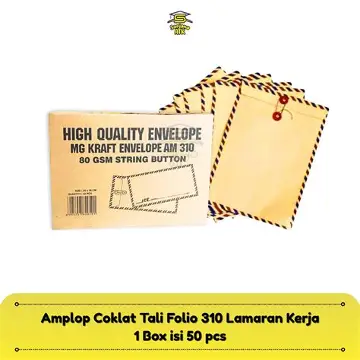 HIGH QUALITY ENVELOPE
MG KRAFT ENVELOPE AM 310
80 GSM STRING BUTTON
Amplop Coklat Tali Folio 310 Lamaran Kerja
1 Box isi 50 pcs